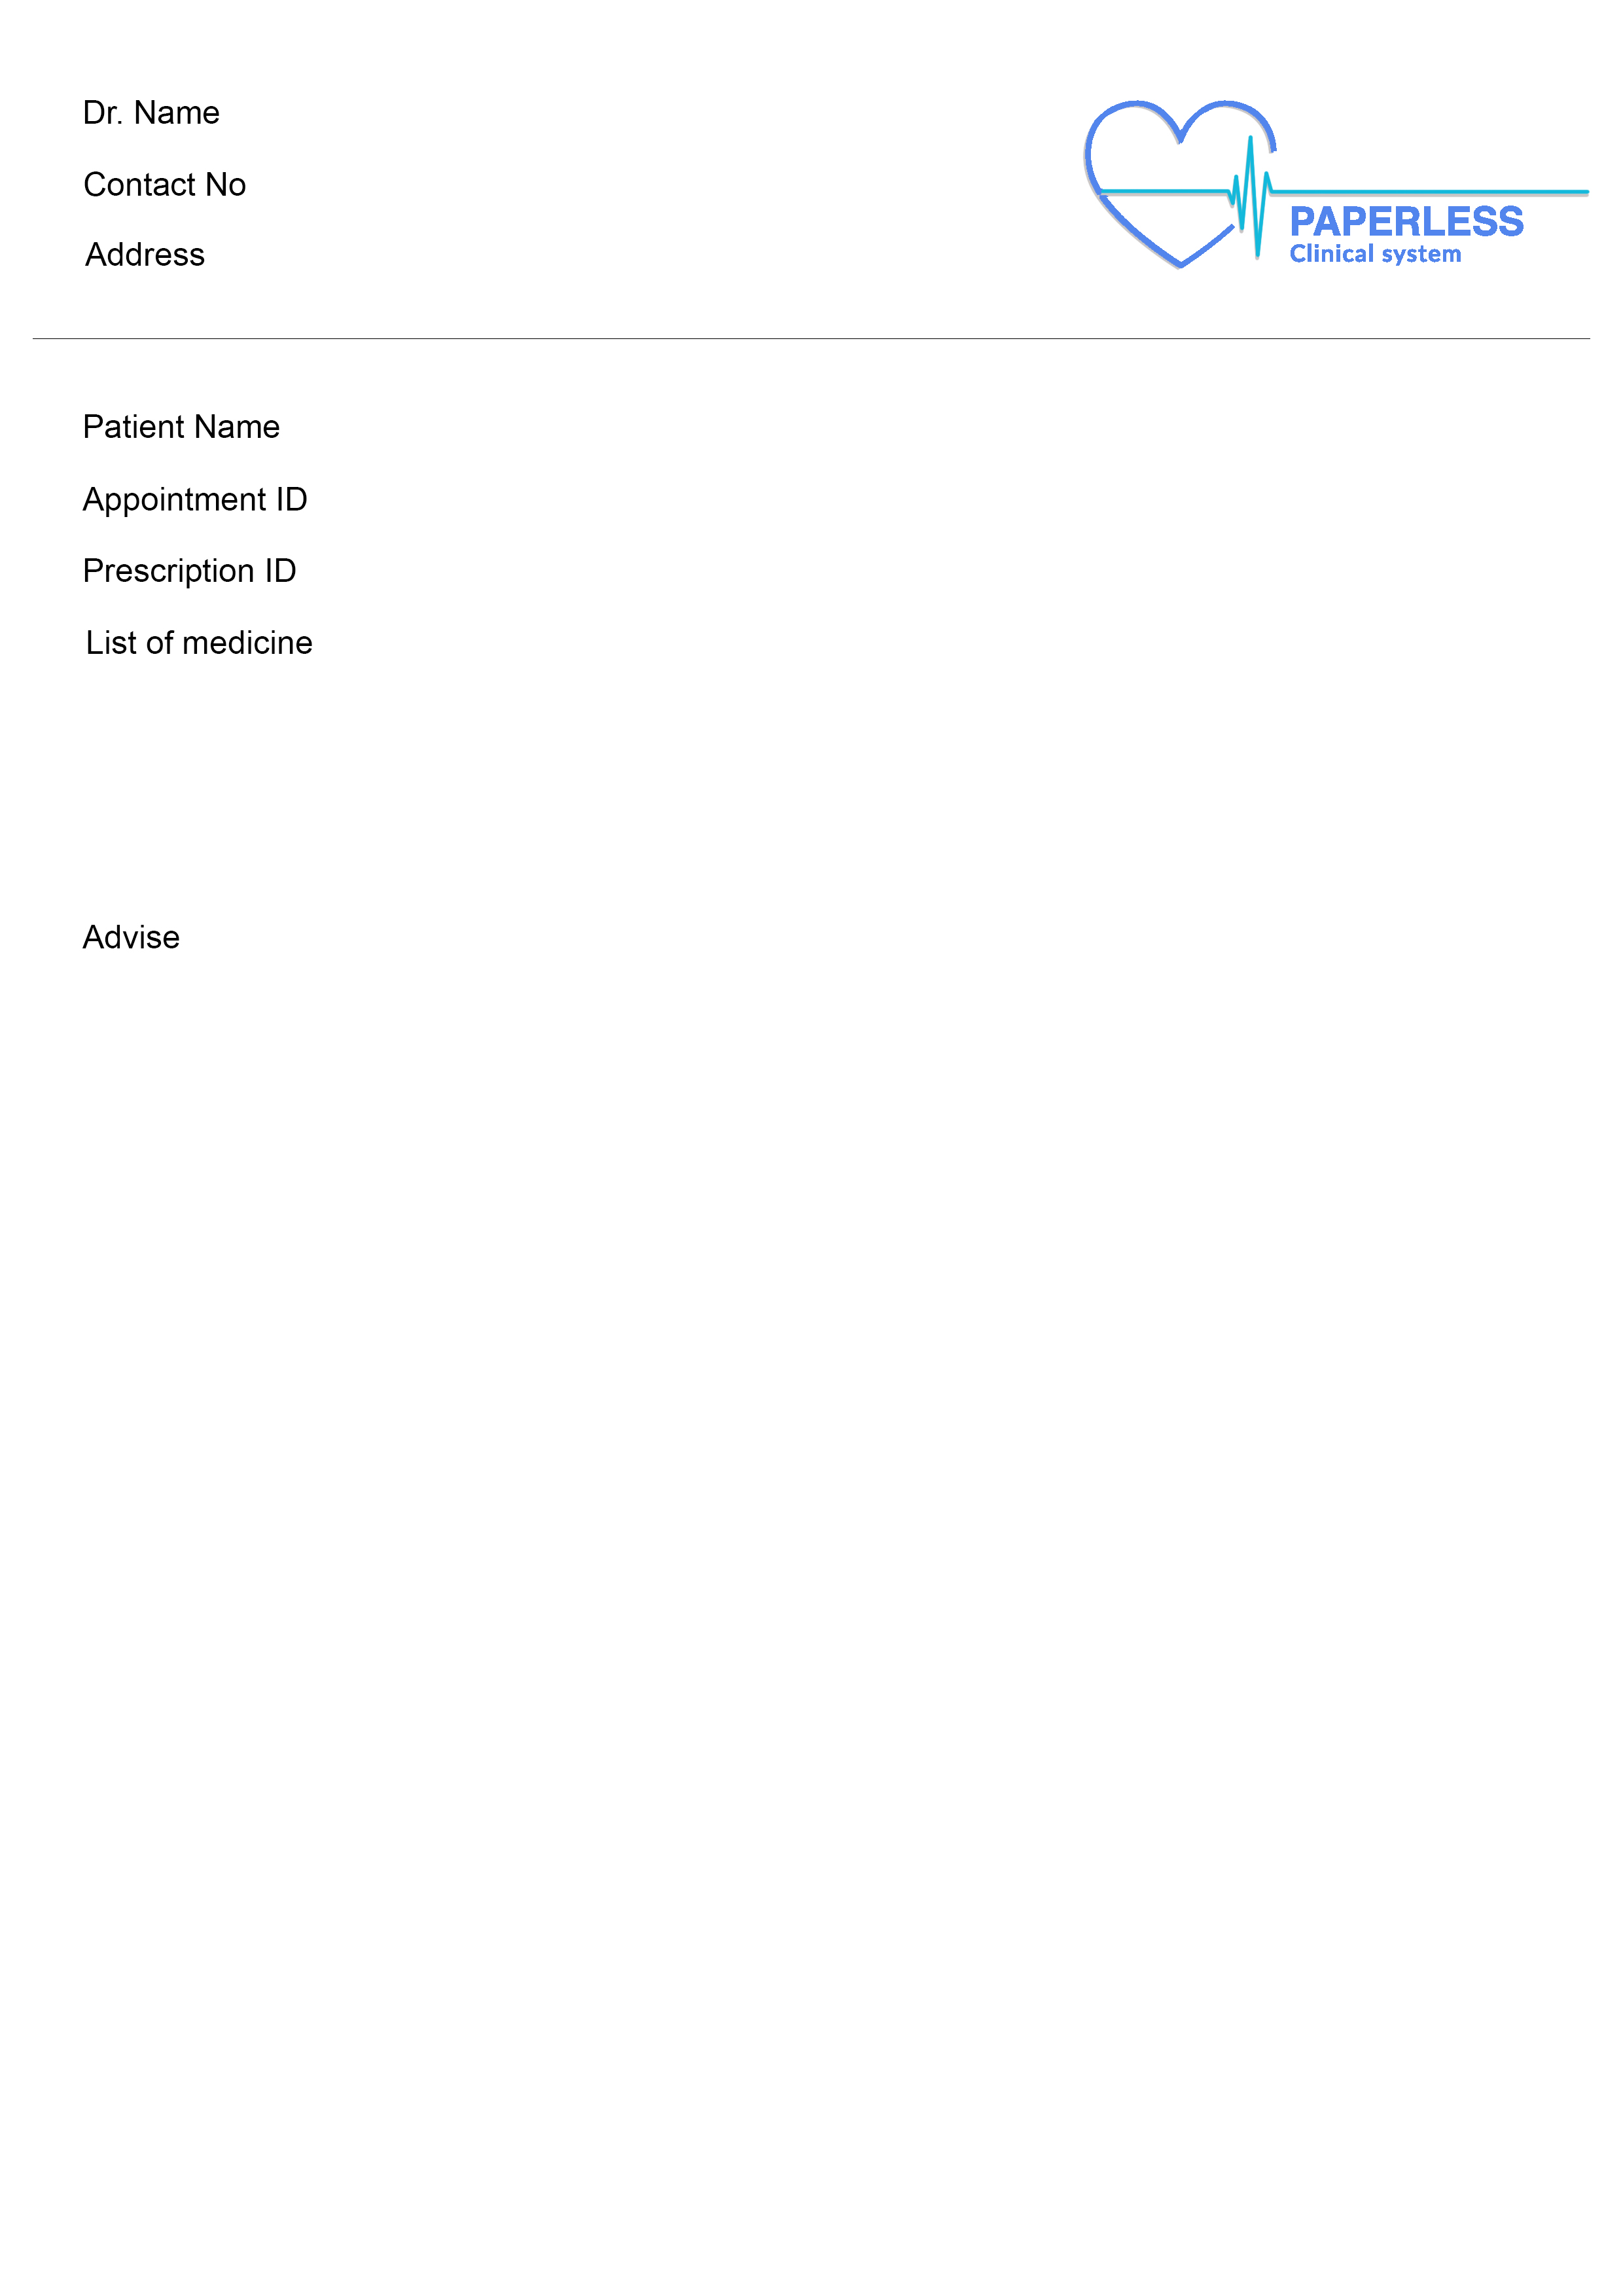 Dr. Name
Contact No
Address
PAPERLESS
Clinical system
Patient Name
Appointment ID
Prescription ID
List of medicine
Advise